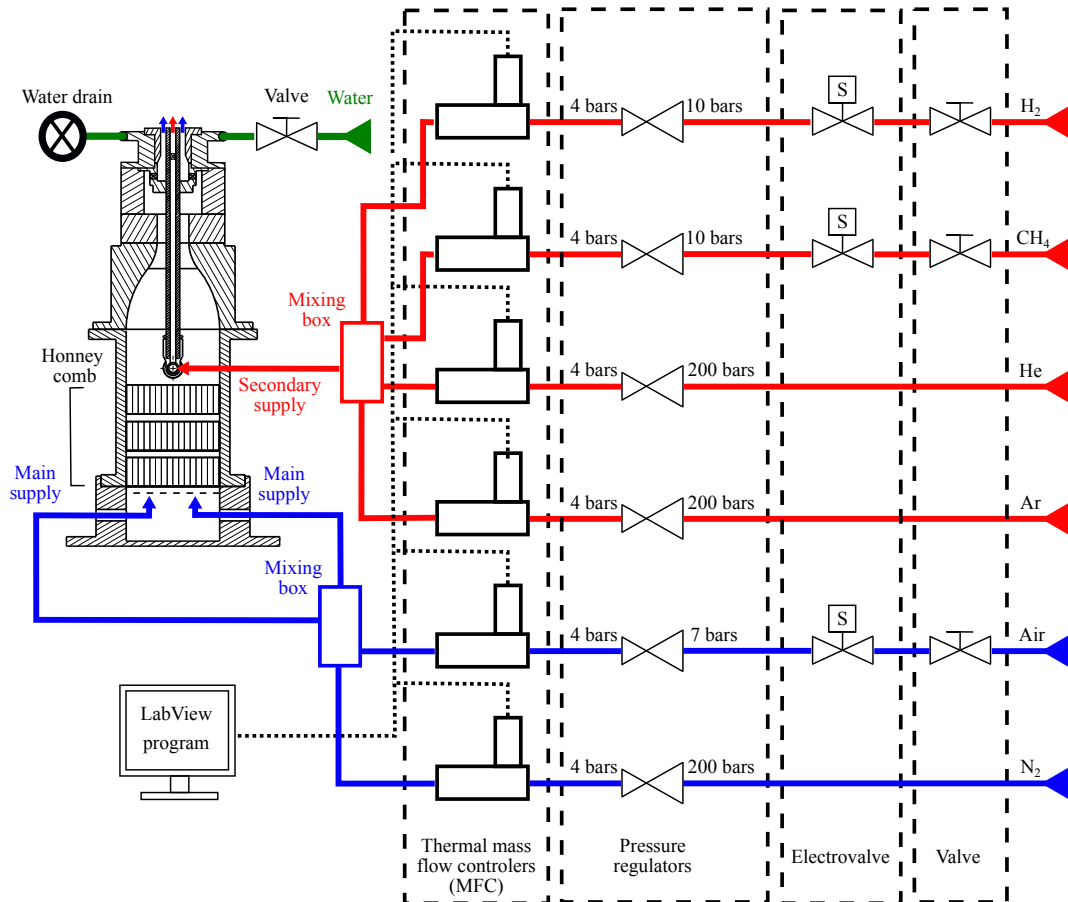 Water drain
Valve
Water
4 bars
10 bars
S
H₂
4 bars
10 bars
S
CH₄
Mixing
box
Honney
comb
Secondary
supply
4 bars
200 bars
He
Main
supply
Main
supply
4 bars
200 bars
Ar
Mixing
box
4 bars
7 bars
S
Air
LabView
program
4 bars
200 bars
N₂
Thermal mass
flow controlers
(MFC)
Pressure
regulators
Electrovalve
Valve